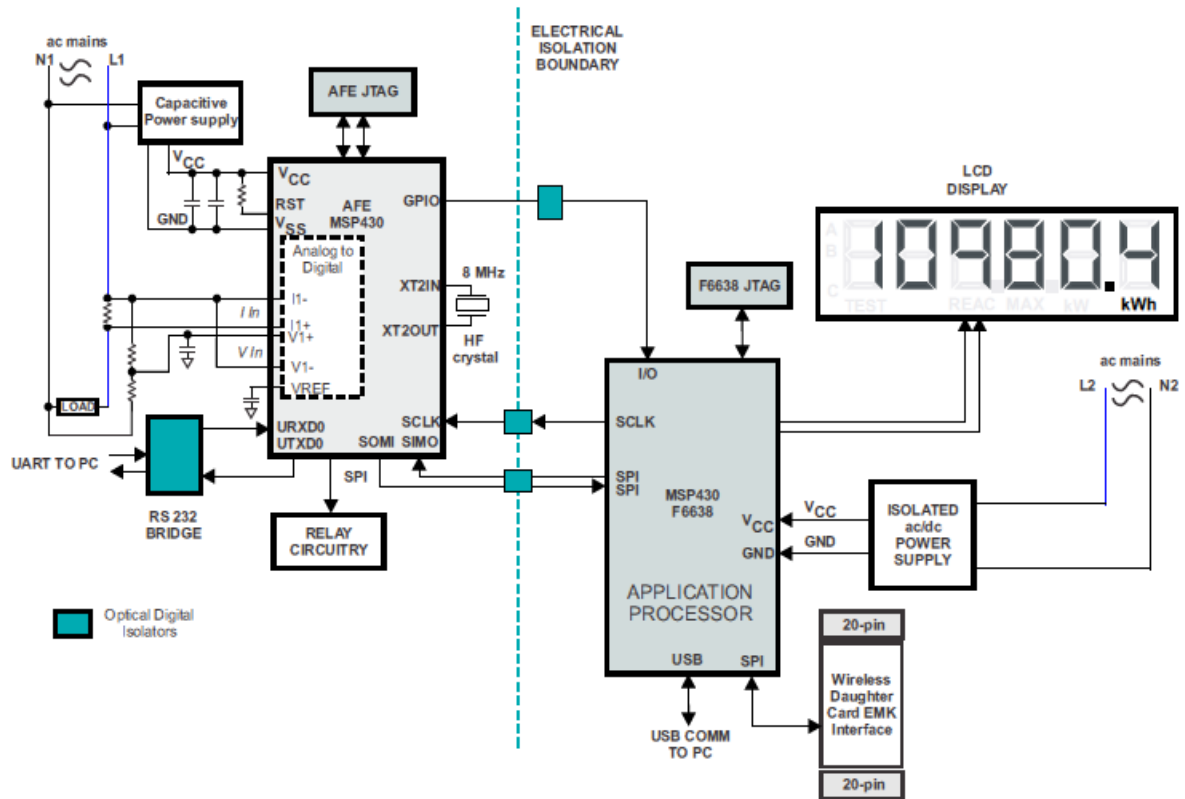 ac mains
N1
L1
Capacitive
Power supply
VCC
GND
AFE JTAG
VCC
RST
VSS
AFE
MSP430
GPIO
Analog to
Digital
I1-
I In
I1+
V1+
V In
V1-
VREF
XT2IN
XT2OUT
8 MHz
HF
crystal
LOAD
URXD0
UTXD0
SOMI
SIMO
SCLK
SPI
UART TO PC
RS 232
BRIDGE
RELAY
CIRCUITRY
Optical Digital
Isolators
ELECTRICAL
ISOLATION
BOUNDARY
LCD
DISPLAY
A
B
C
10980.4
TEST
REAC
MAX
kW
kWh
F6638 JTAG
I/O
SCLK
SPI
SPI
MSP430
F6638
VCC
GND
APPLICATION
PROCESSOR
USB
SPI
VCC
GND
ISOLATED
ac/dc
POWER
SUPPLY
ac mains
L2
N2
USB COMM
TO PC
20-pin
Wireless
Daughter
Card EMK
Interface
20-pin